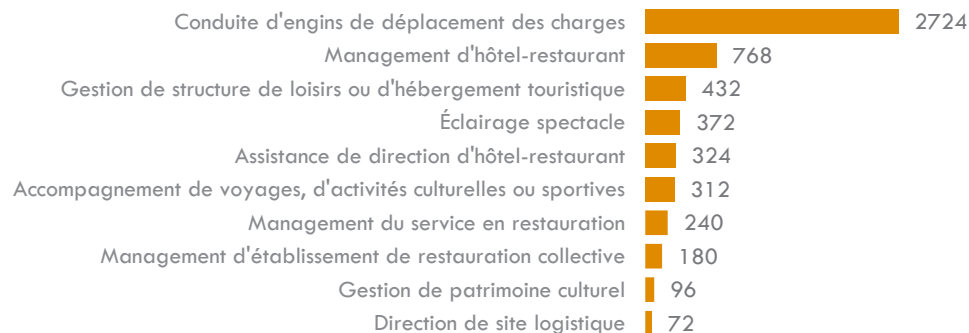 Conduite d'engins de déplacement des charges 2724
Management d'hôtel-restaurant 768
Gestion de structure de loisirs ou d'hébergement touristique 432
Éclairage spectacle 372
Assistance de direction d'hôtel-restaurant 324
Accompagnement de voyages, d'activités culturelles ou sportives 312
Management du service en restauration 240
Management d'établissement de restauration collective 180
Gestion de patrimoine culturel 96
Direction de site logistique 72